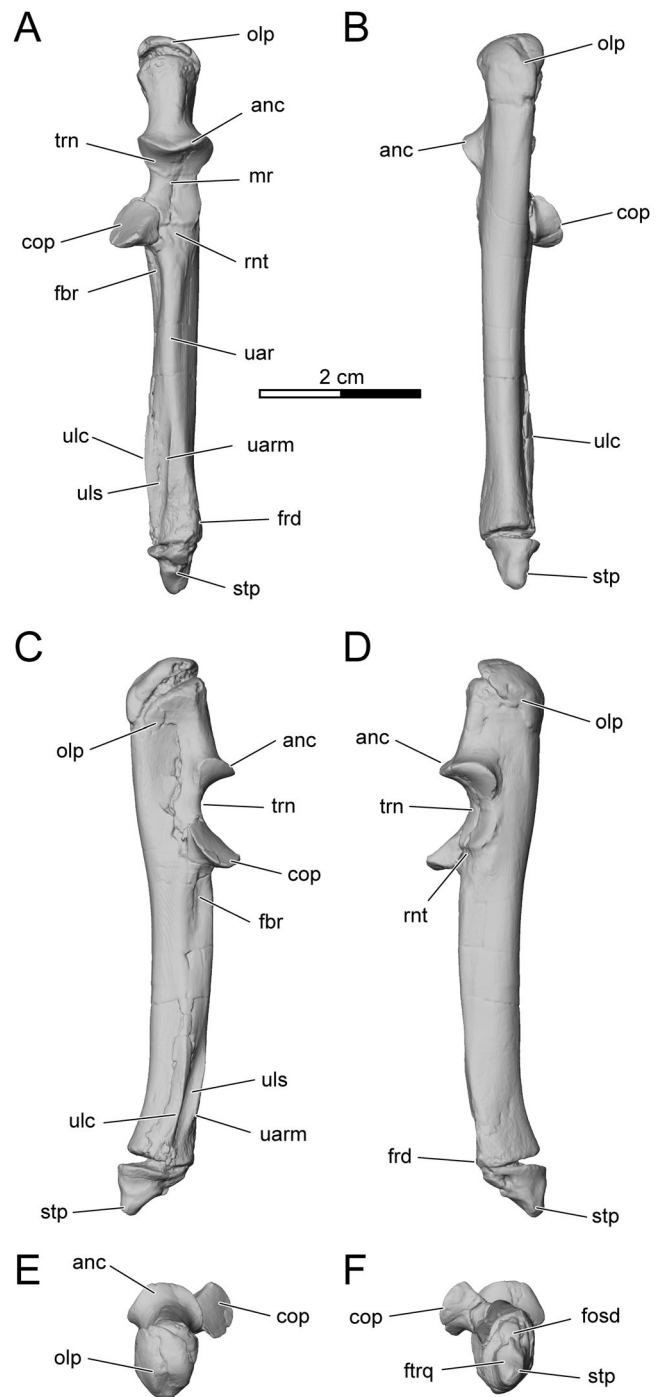 A
olp
anc
trn
mr
cop
rnt
fbr
uar
ulc
uarm
uls
frd
stp
B
olp
anc
cop
ulc
stp
2 cm
C
olp
anc
trn
cop
fbr
uls
ulc
uarm
stp
D
olp
anc
trn
rnt
frd
stp
E
anc
cop
olp
F
cop
fosd
ftrq
stp